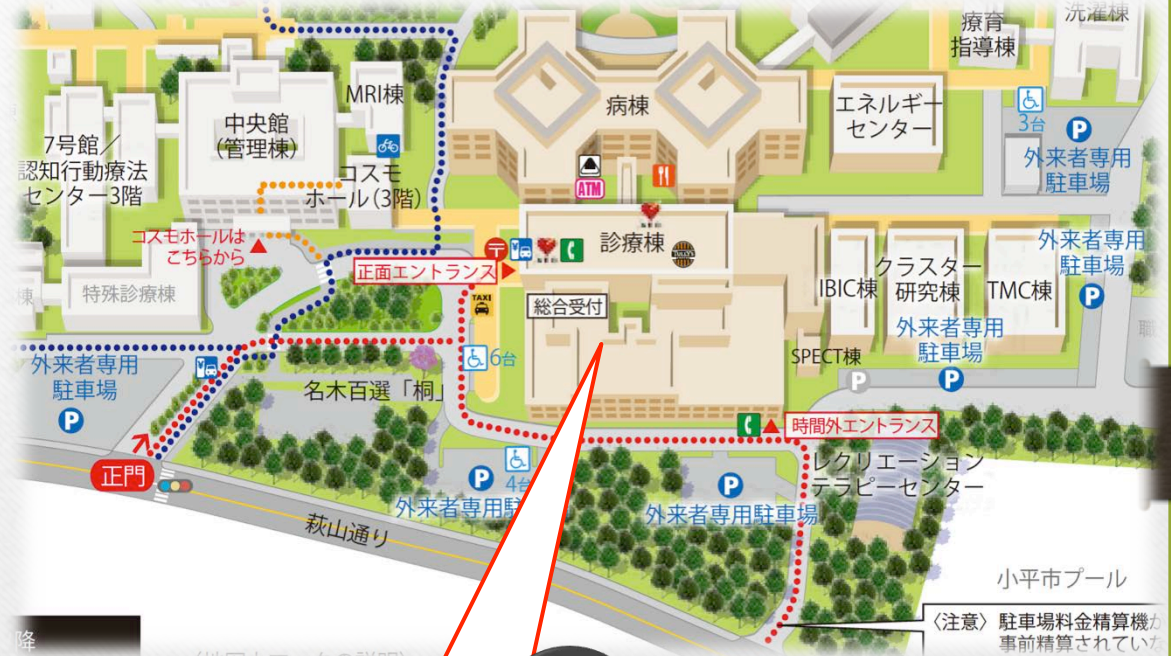 療育
指導棟
洗濯棟
MRI棟
病棟
エネルギー
センター
3台
P
外来者専用
駐車場
中央館
(管理棟)
7号館/
認知行動療法
センター3階
コスモ
ホール(3階)
ATM
コスモホールは
こちらから
正面エントランス
診療棟
TULLY'S
外来者専用
駐車場
P
特殊診療棟
TAXI
総合受付
IBIC棟
クラスター
研究棟
TMC棟
外来者専用
駐車場
P
SPECT棟
P
6台
外来者専用
駐車場
P
名木百選「桐」
時間外エントランス
正門
P
4台
外来者専用駐
P
外来者専用駐車場
レクリエーション
テラピーセンター
萩山通り
小平市プール
〈注意〉駐車場料金精算機が
事前精算されていな
降